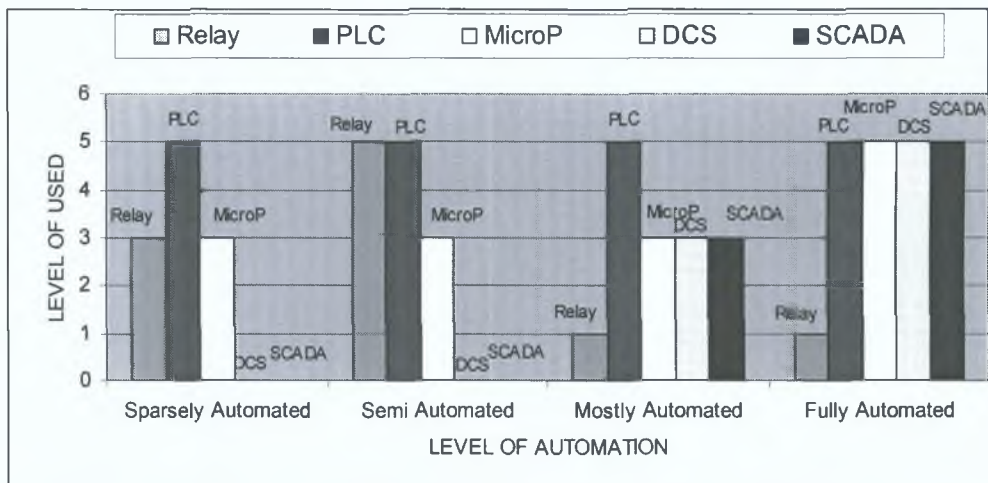 Relay PLC MicroP DCS SCADA
LEVEL OF USED
6
5
4
3
2
1
0
Relay
PLC
MicroP
DCS
SCADA
Relay
PLC
MicroP
DCS
SCADA
Relay
PLC
MicroP
DCS
SCADA
Relay
PLC
MicroP
DCS
SCADA
Sparsely Automated Semi Automated Mostly Automated Fully Automated
LEVEL OF AUTOMATION